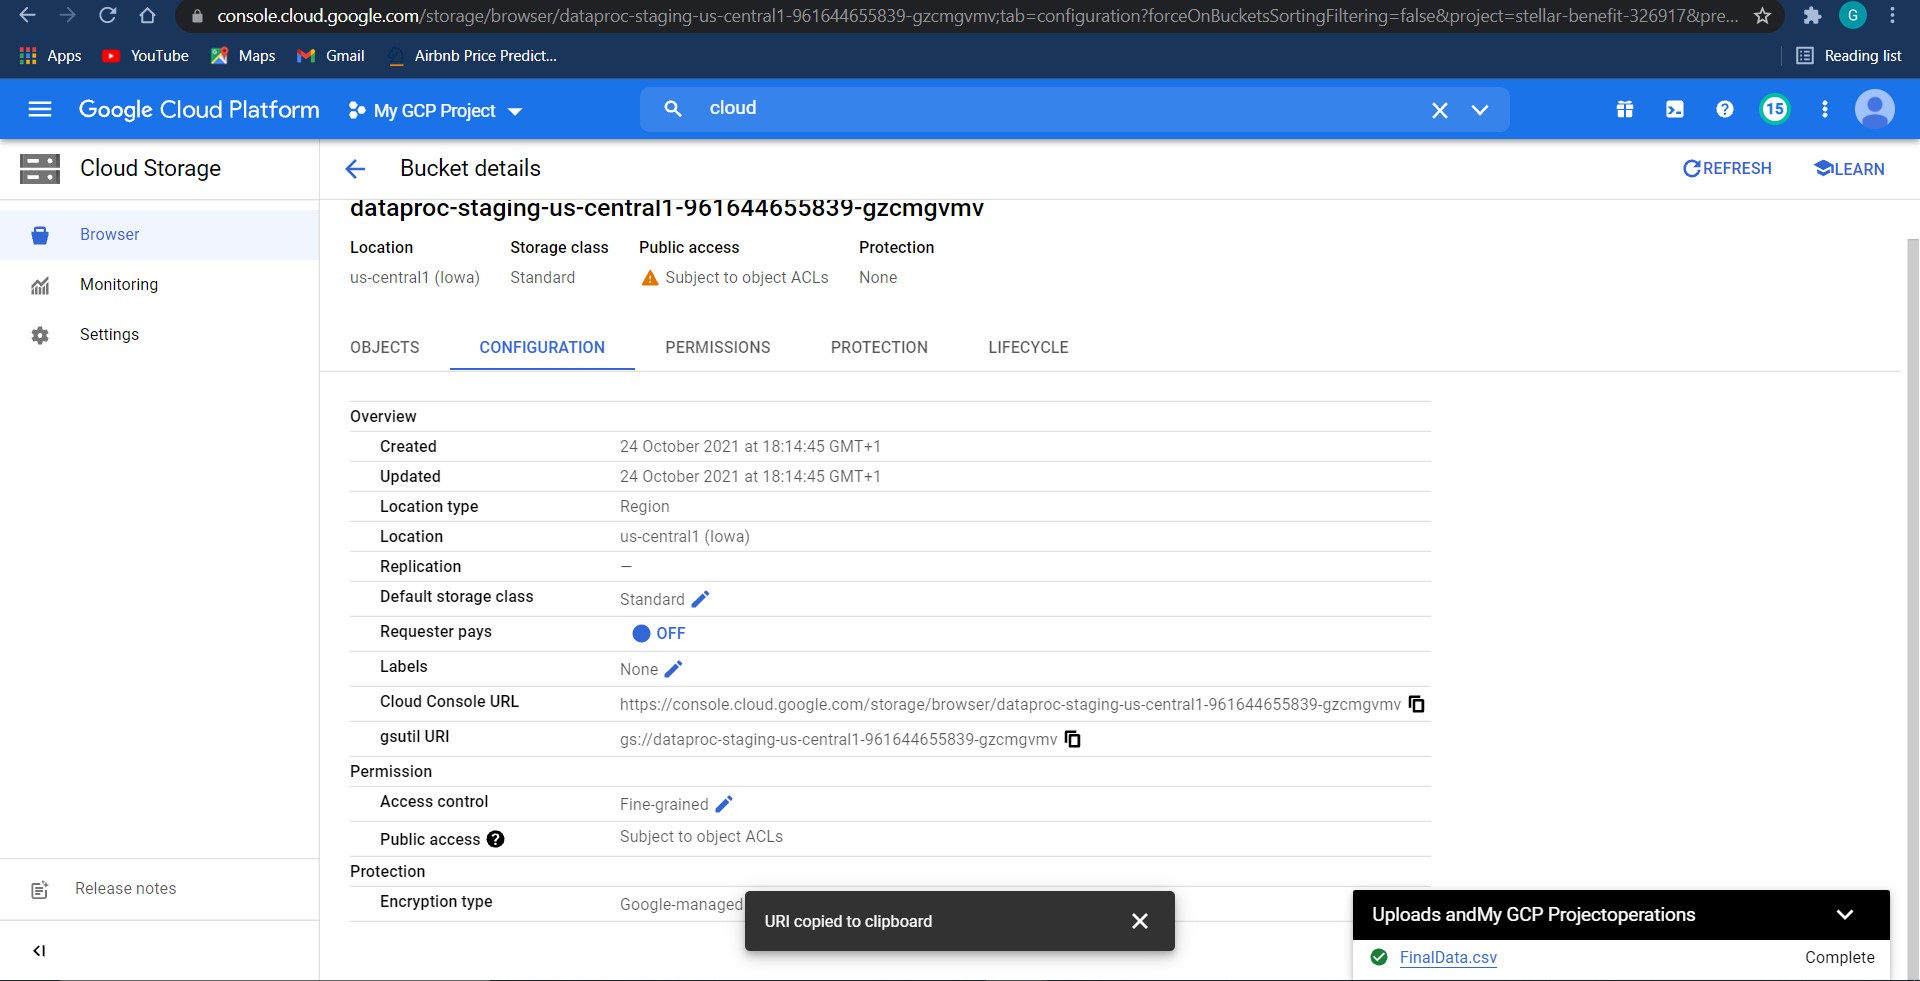 console.cloud.google.com/storage/browser/dataproc-staging-us-central1-961644655839-gzcmgvmv;tab=configuration?forceOnBucketsSortingFiltering=false&project=stellar-benefit-326917&pre...
G
Apps
YouTube
Maps
Gmail
Airbnb Price Predict...
Reading list
Google Cloud Platform
My GCP Project
cloud
15
Cloud Storage
Bucket details
REFRESH
LEARN
Browser
Monitoring
Settings
dataproc-staging-us-central1-961644655839-gzcmgvmv
Location Storage class Public access Protection
us-central1 (Iowa) Standard Subject to object ACLs None
OBJECTS CONFIGURATION PERMISSIONS PROTECTION LIFECYCLE
Overview
Created 24 October 2021 at 18:14:45 GMT+1
Updated 24 October 2021 at 18:14:45 GMT+1
Location type Region
Location us-central1 (Iowa)
Replication —
Default storage class Standard
Requester pays OFF
Labels None
Cloud Console URL https://console.cloud.google.com/storage/browser/dataproc-staging-us-central1-961644655839-gzcmgvmv
gsutil URI gs://dataproc-staging-us-central1-961644655839-gzcmgvmv
Permission
Access control Fine-grained
Public access Subject to object ACLs
Protection
Encryption type Google-managed
Release notes
URI copied to clipboard
Uploads andMy GCP Projectoperations
FinalData.csv Complete